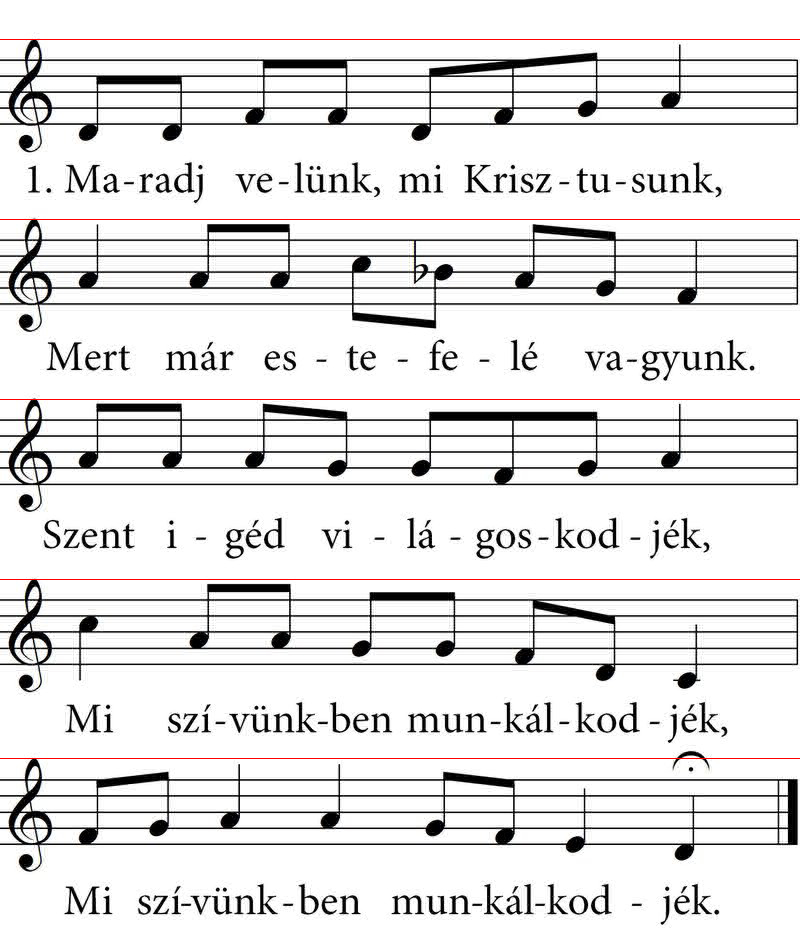 1. Ma-radj ve-lünk, mi Krisz-tu-sunk,
Mert már es - te - fe - lé va-gyunk.
Szent i - géd vi - lá - gos-kod - jék,
Mi szí-vünk-ben mun-kál-kod - jék,
Mi szí-vünk-ben mun-kál-kod - jék.